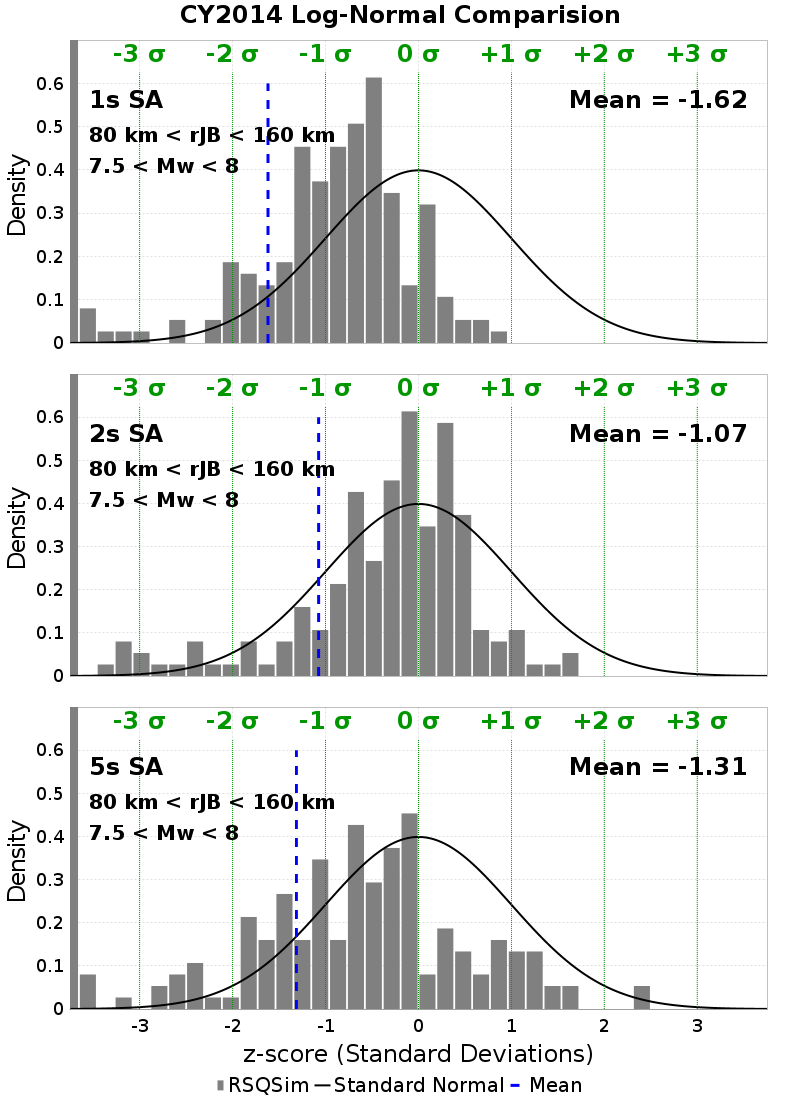 CY2014 Log-Normal Comparision
-3 σ -2 σ -1 σ 0 σ +1 σ +2 σ +3 σ
1s SA
Mean = -1.62
80 km < rJB < 160 km
7.5 < Mw < 8
Density
0.6
0.5
0.4
0.3
0.2
0.1
0
-3 σ -2 σ -1 σ 0 σ +1 σ +2 σ +3 σ
2s SA
Mean = -1.07
80 km < rJB < 160 km
7.5 < Mw < 8
Density
0.6
0.5
0.4
0.3
0.2
0.1
0
-3 σ -2 σ -1 σ 0 σ +1 σ +2 σ +3 σ
5s SA
Mean = -1.31
80 km < rJB < 160 km
7.5 < Mw < 8
Density
0.6
0.5
0.4
0.3
0.2
0.1
0
-3 -2 -1 0 1 2 3
z-score (Standard Deviations)
RSQSim Standard Normal Mean